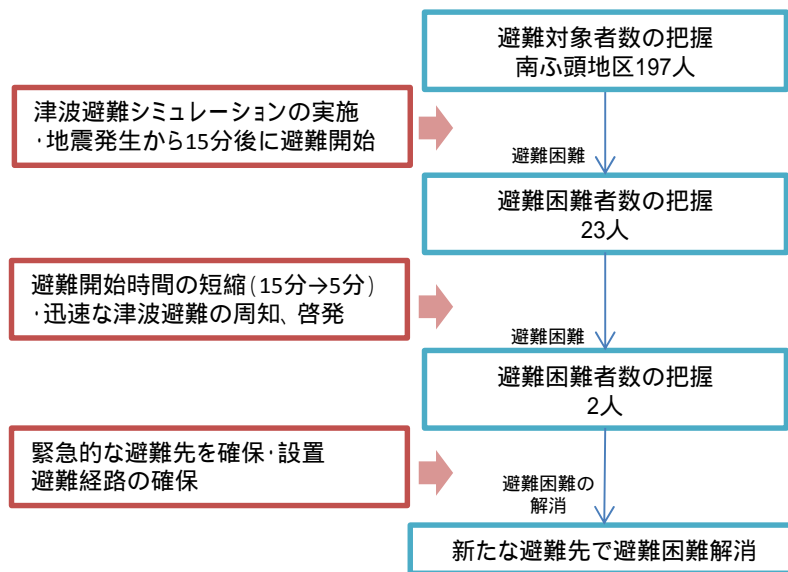 避難対象者数の把握
南ふ頭地区197人
津波避難シミュレーションの実施
・地震発生から15分後に避難開始
避難困難
避難困難者数の把握
23人
避難開始時間の短縮(15分→5分)
・迅速な津波避難の周知、啓発
避難困難
避難困難者数の把握
2人
緊急的な避難先を確保・設置
避難経路の確保
避難困難の
解消
新たな避難先で避難困難解消